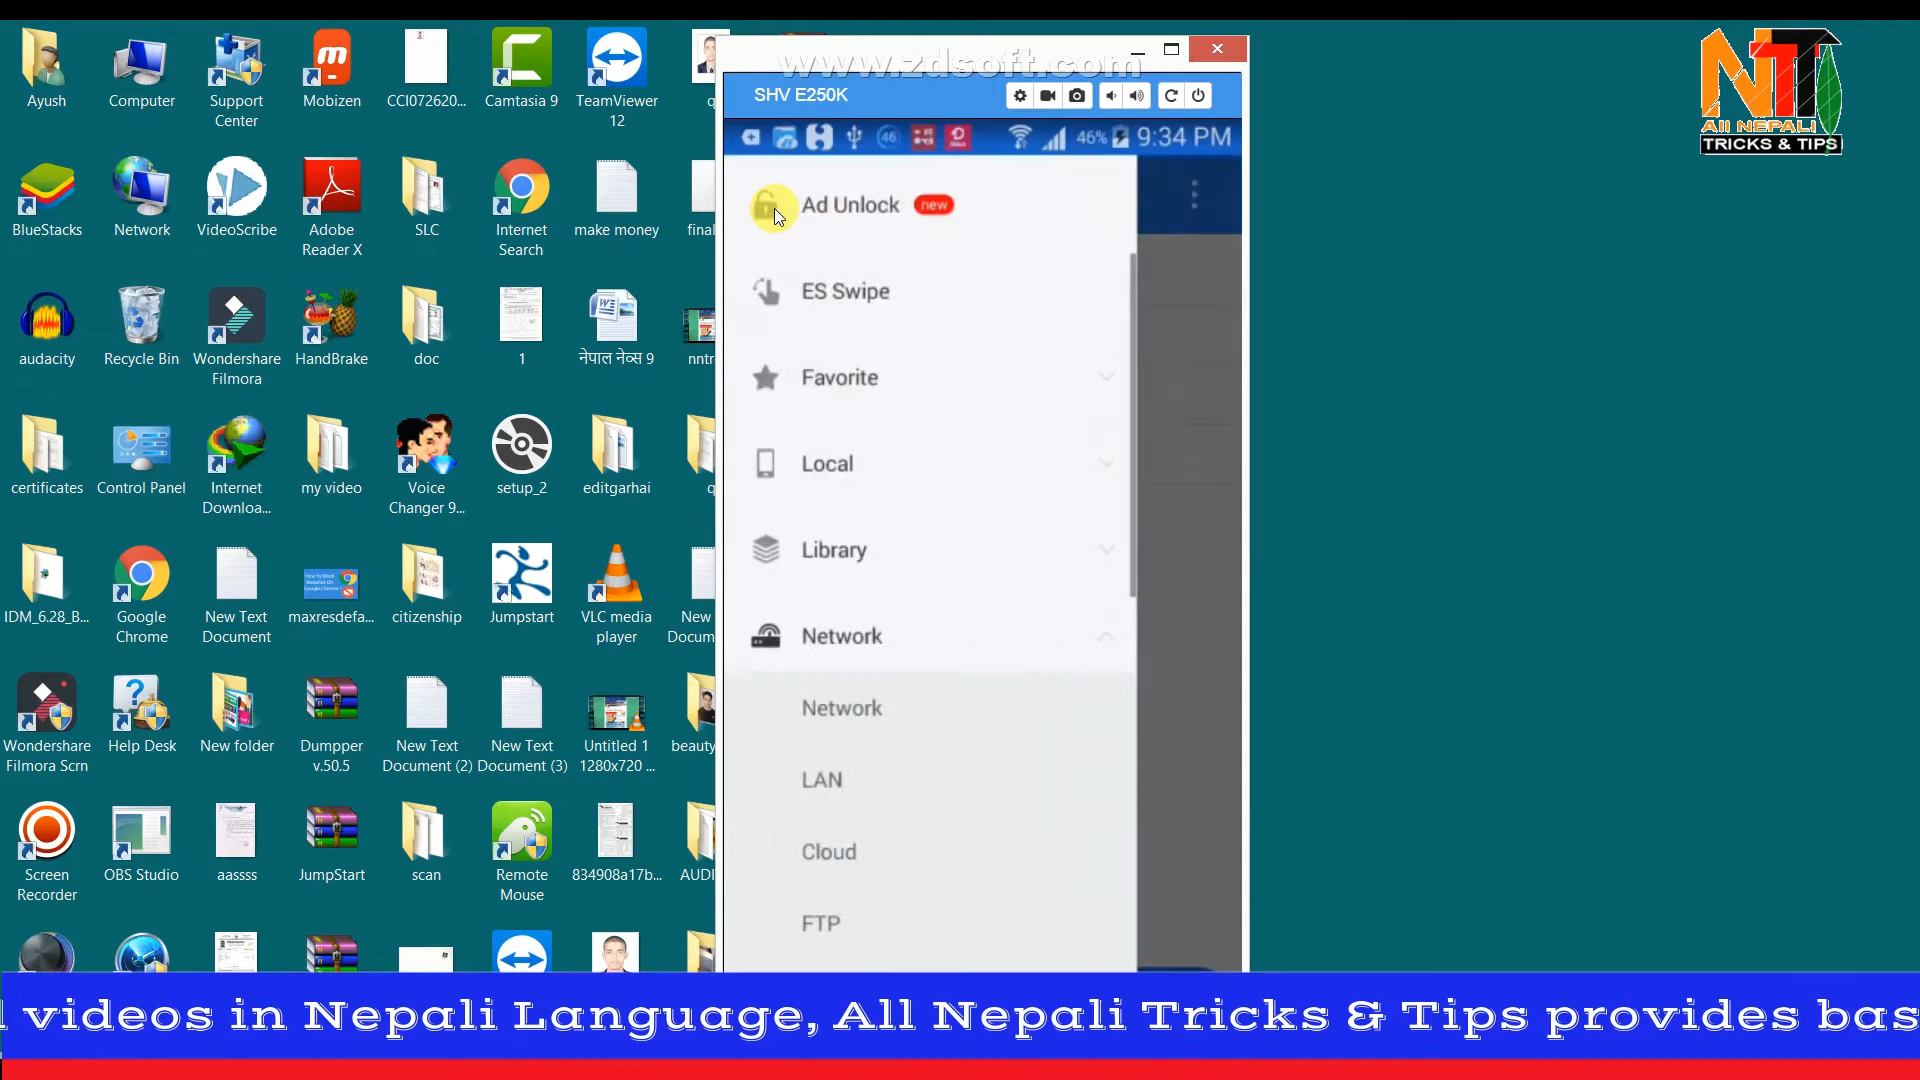 www.zdsoft.com
SHV E250K
46
46%
9:34 PM
Ad Unlock new
ES Swipe
Favorite
Local
Library
Network
Network
LAN
Cloud
FTP
Ayush
Computer
Support Center
Mobizen
CCI072620...
Camtasia 9
TeamViewer 12
q
BlueStacks
Network
VideoScribe
Adobe Reader X
SLC
Internet Search
make money
final
audacity
Recycle Bin
Wondershare Filmora
HandBrake
doc
1
नेपाल नेव्स 9
nntr
certificates
Control Panel
Internet Downloa...
my video
Voice Changer 9...
setup_2
editgarhai
q
IDM_6.28_B...
Google Chrome
New Text Document
maxresdefa...
citizenship
Jumpstart
VLC media player
New Docum
Wondershare Filmora Scrn
Help Desk
New folder
Dumpper v.50.5
New Text Document (2)
New Text Document (3)
Untitled 1 1280x720 ...
beauty
Screen Recorder
OBS Studio
aassss
JumpStart
scan
Remote Mouse
834908a17b...
AUDI
NTT
All NEPALI
TRICKS & TIPS
l videos in Nepali Language, All Nepali Tricks & Tips provides bas